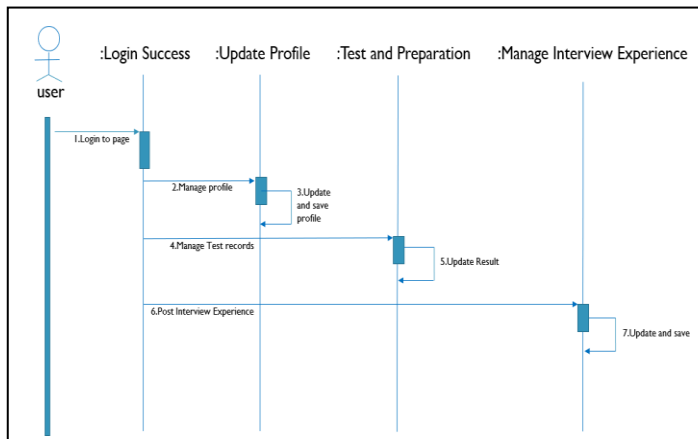 :Login Success
:Update Profile
:Test and Preparation
:Manage Interview Experience
user
1.Login to page
2.Manage profile
3.Update
and save
profile
4.Manage Test records
5.Update Result
6.Post Interview Experience
7.Update and save